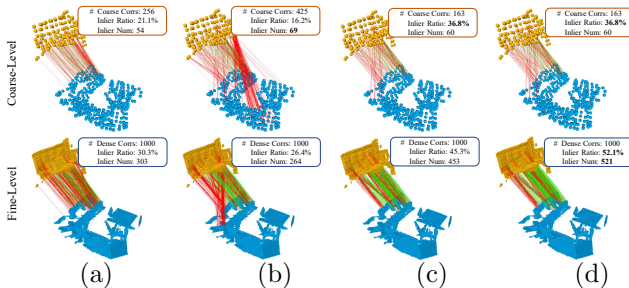 Coarse-Level
# Coarse Corrs: 256
Inlier Ratio: 21.1%
Inlier Num: 54
# Coarse Corrs: 425
Inlier Ratio: 16.2%
Inlier Num: 69
# Coarse Corrs: 163
Inlier Ratio: 36.8%
Inlier Num: 60
# Coarse Corrs: 163
Inlier Ratio: 36.8%
Inlier Num: 60
Fine-Level
# Dense Corrs: 1000
Inlier Ratio: 30.3%
Inlier Num: 303
# Dense Corrs: 1000
Inlier Ratio: 26.4%
Inlier Num: 264
# Dense Corrs: 1000
Inlier Ratio: 45.3%
Inlier Num: 453
# Dense Corrs: 1000
Inlier Ratio: 52.1%
Inlier Num: 521
(a)
(b)
(c)
(d)